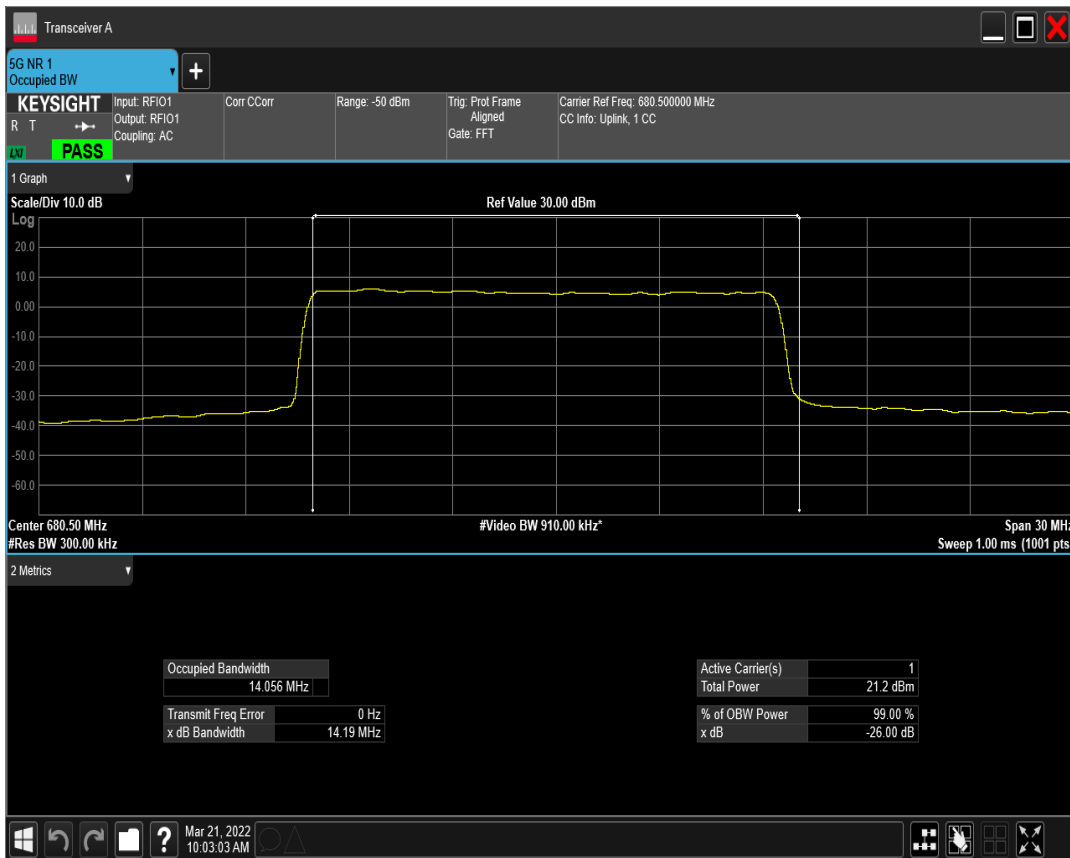 Transceiver A
5G NR 1
Occupied BW
KEYSIGHT
R T
LXI
PASS
Input: RFIO1
Output: RFIO1
Coupling: AC
Corr CCorr
Range: -50 dBm
Trig: Prot Frame
Aligned
Gate: FFT
Carrier Ref Freq: 680.500000 MHz
CC Info: Uplink, 1 CC
1 Graph
Scale/Div 10.0 dB
Ref Value 30.00 dBm
Log
20.0
10.0
0.00
-10.0
-20.0
-30.0
-40.0
-50.0
-60.0
Center 680.50 MHz
#Video BW 910.00 kHz*
Span 30 MHz
#Res BW 300.00 kHz
Sweep 1.00 ms (1001 pts
2 Metrics
Occupied Bandwidth
14.056 MHz
Transmit Freq Error 0 Hz
x dB Bandwidth 14.19 MHz
Active Carrier(s) 1
Total Power 21.2 dBm
% of OBW Power 99.00 %
x dB -26.00 dB
?
Mar 21, 2022
10:03:03 AM